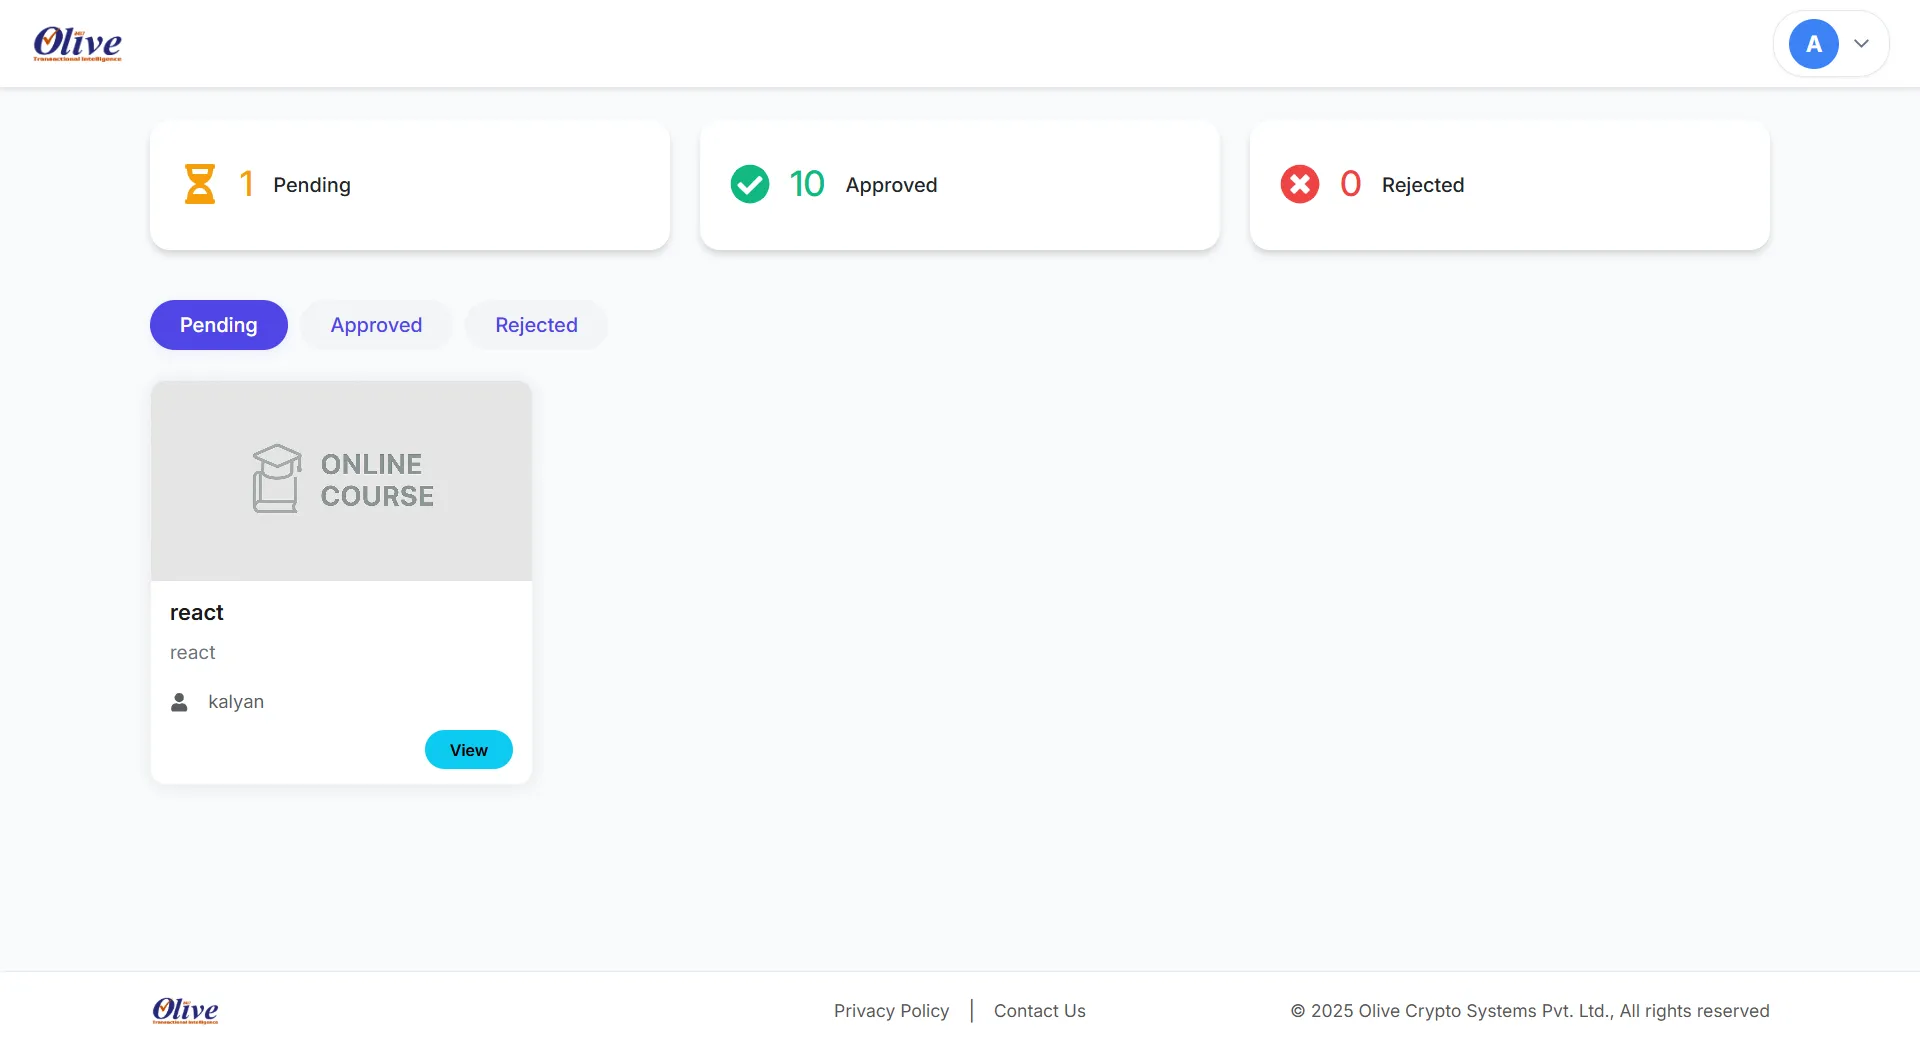 Olive
Transactional Intelligence
A
1 Pending
10 Approved
0 Rejected
Pending
Approved
Rejected
ONLINE
COURSE
react
react
kalyan
View
Olive
Transactional Intelligence
Privacy Policy | Contact Us
© 2025 Olive Crypto Systems Pvt. Ltd., All rights reserved